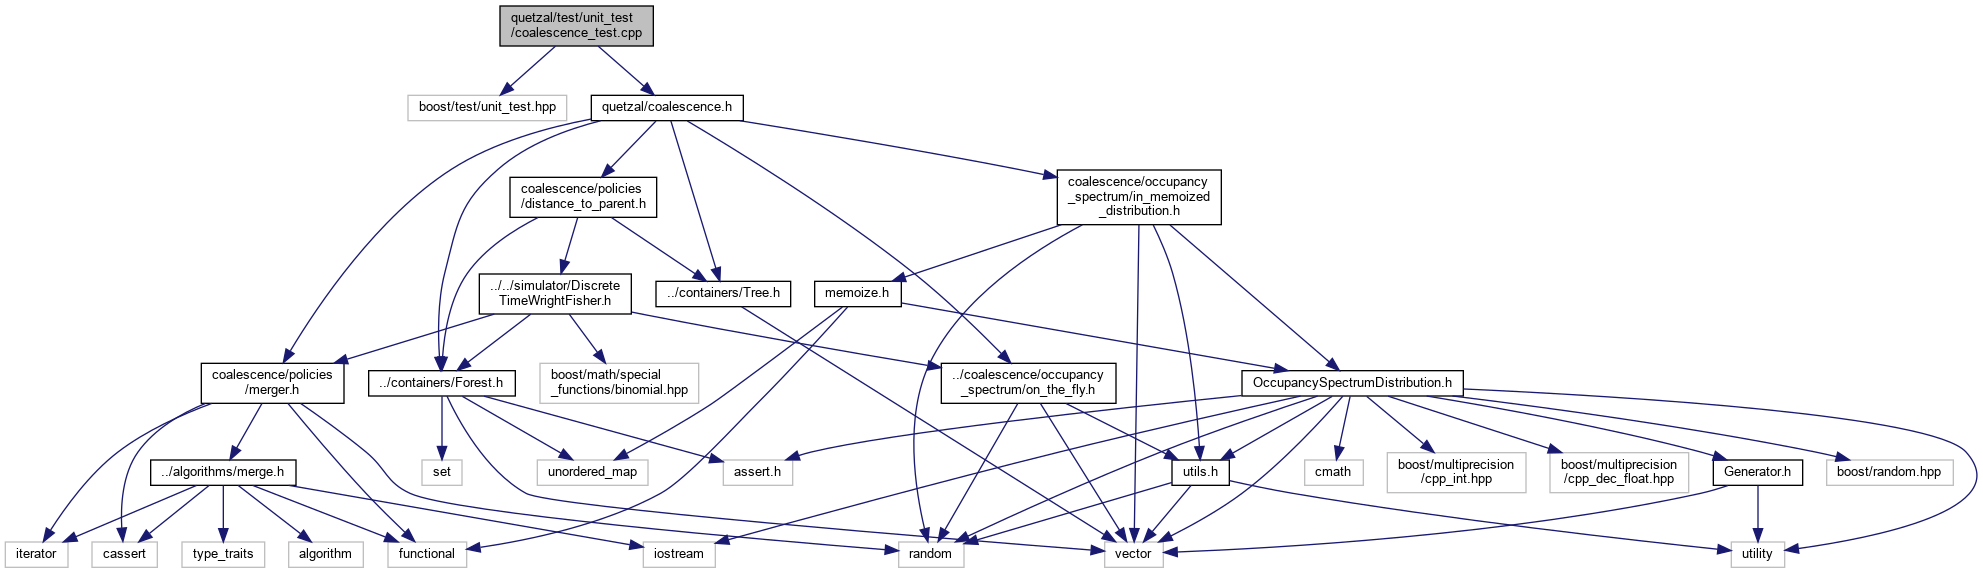 quetzal/test/unit_test
/coalescence_test.cpp
boost/test/unit_test.hpp
quetzal/coalescence.h
coalescence/policies
/distance_to_parent.h
coalescence/occupancy
_spectrum/in_memoized
_distribution.h
../../simulator/Discrete
TimeWrightFisher.h
../containers/Tree.h
memoize.h
coalescence/policies
/merger.h
../containers/Forest.h
boost/math/special
_functions/binomial.hpp
../coalescence/occupancy
_spectrum/on_the_fly.h
OccupancySpectrumDistribution.h
../algorithms/merge.h
set
unordered_map
assert.h
utils.h
cmath
boost/multiprecision
/cpp_int.hpp
boost/multiprecision
/cpp_dec_float.hpp
Generator.h
boost/random.hpp
iterator
cassert
type_traits
algorithm
functional
iostream
random
vector
utility